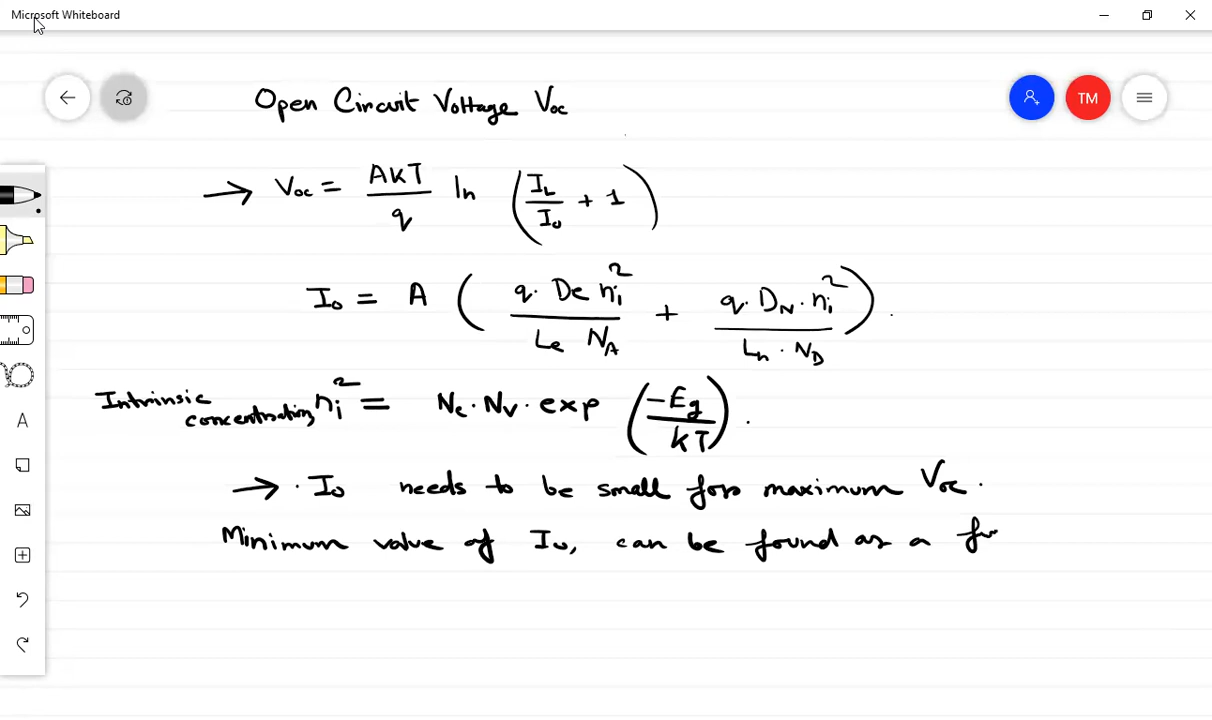 Microsoft Whiteboard
TM
Open Circuit Voltage Voc
→ Voc = AKT/q ln (IL/Io + 1)
Io = A (q. De ni²/Le NA + q. DN. ni²/Ln . ND).
Intrinsic concentration ni² = Nc. Nv. exp (-Eg/kT).
→ . Io needs to be small for maximum Voc.
Minimum value of Io, can be found as a
A